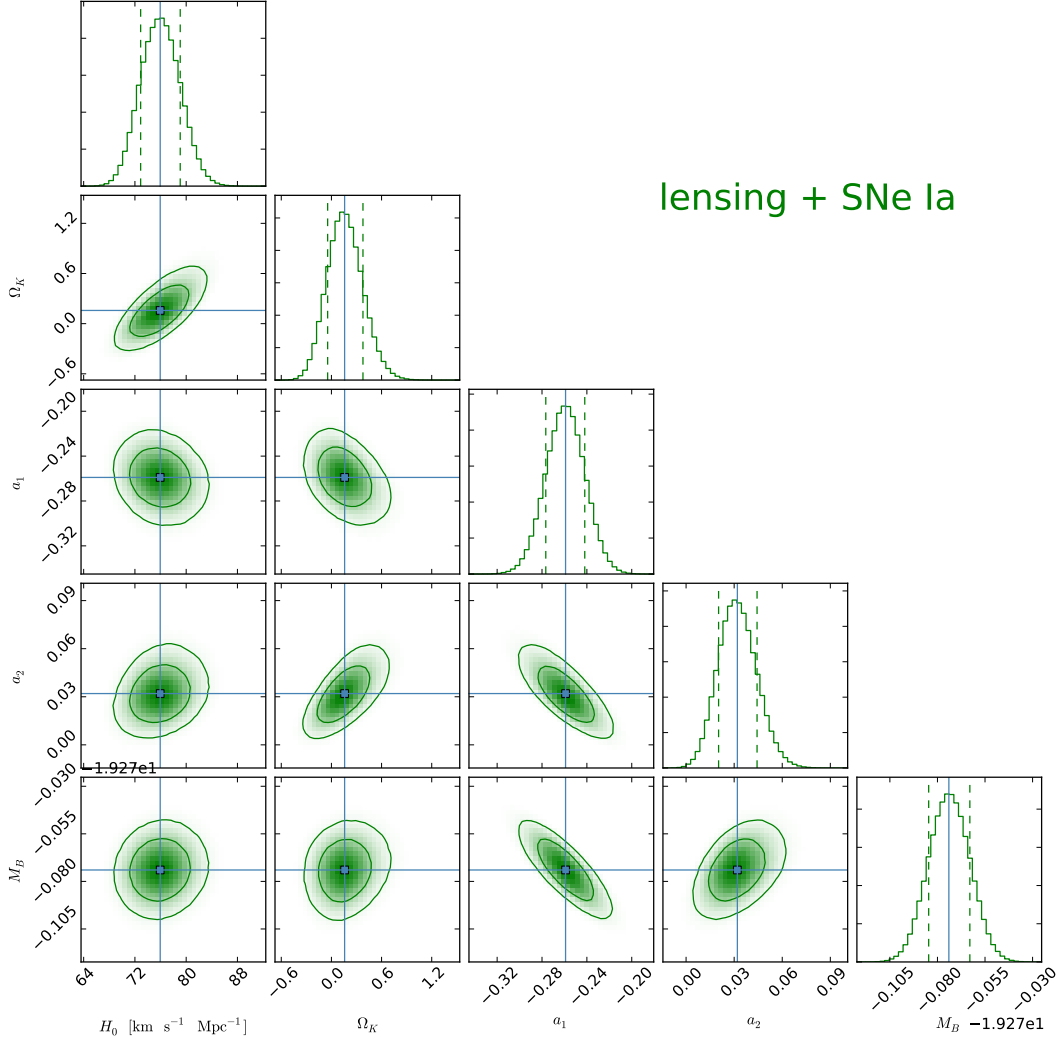 lensing + SNe Ia
1.2
0.6
0.0
−0.6
Ω_K
−0.20
−0.24
−0.28
−0.32
a_1
0.09
0.06
0.03
0.00
−0.30
a_2
−1.927e1
−0.030
−0.055
−0.080
−0.105
M_B
64 72 80 88
−0.6 0.0 0.6 1.2
−0.32 −0.28 −0.24 −0.20
0.00 0.03 0.06 0.09
−0.105 −0.080 −0.055 −0.030
H_0 [km s^{-1} Mpc^{-1}]
Ω_K
a_1
a_2
M_B −1.927e1